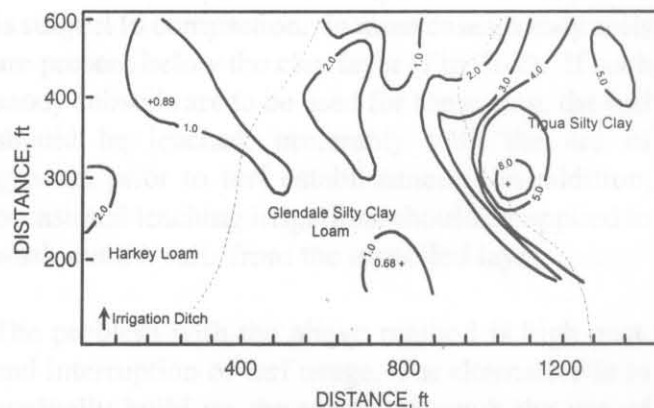 600
DISTANCE, ft
400
300
200
400
800
1200
DISTANCE, ft
+0.89
1.0
2.0
2.0
1.0
2.0
3.0
4.0
5.0
Tigua Silty Clay
6.0
5.0
Glendale Silty Clay
Loam
Harkey Loam
1.0
0.68 +
Irrigation Ditch